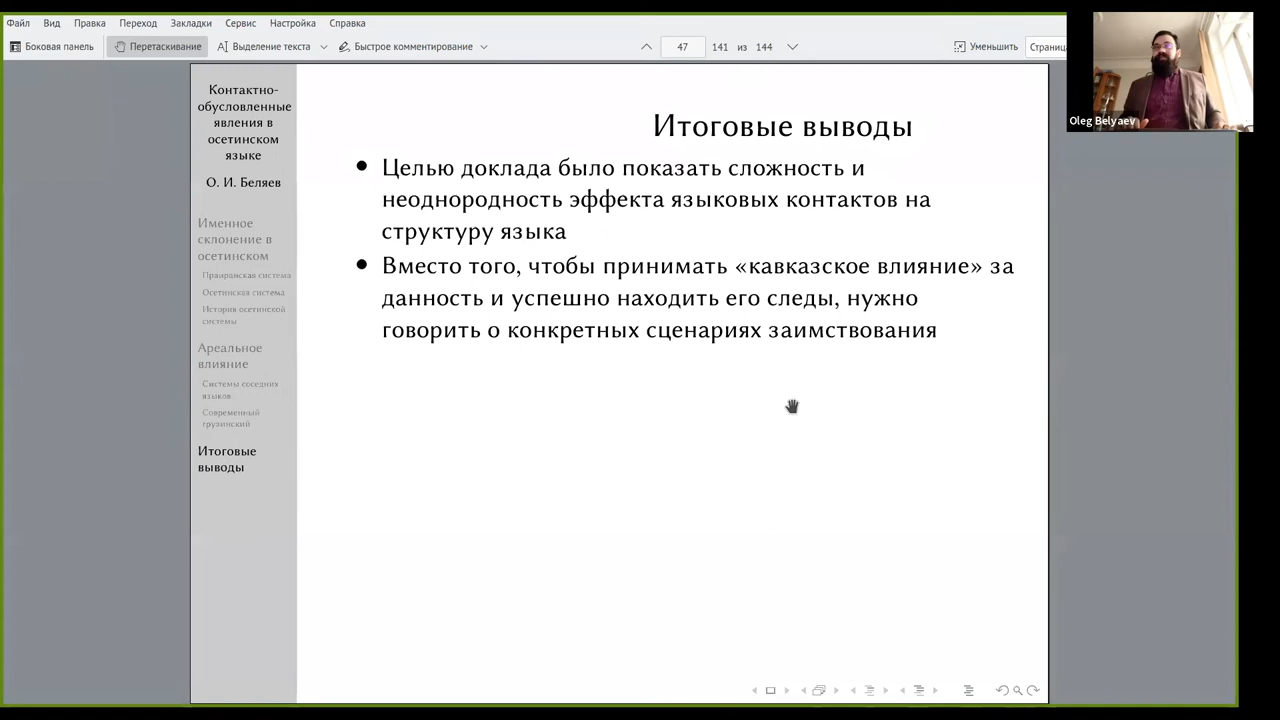 Файл Вид Правка Переход Закладки Сервис Настройка Справка
Боковая панель Перетаскивание Выделение текста Быстрое комментирование 47 141 из 144 Уменьшить Страница
Oleg Belyaev
Контактно-
обусловленные
явления в
осетинском
языке
О. И. Беляев
Именное
склонение в
осетинском
Праиранская система
Осетинская система
История осетинской
системы
Ареальное
влияние
Системы соседних
языков
Современный
грузинский
Итоговые
выводы
Итоговые выводы
• Целью доклада было показать сложность и
неоднородность эффекта языковых контактов на
структуру языка
• Вместо того, чтобы принимать «кавказское влияние» за
данность и успешно находить его следы, нужно
говорить о конкретных сценариях заимствования